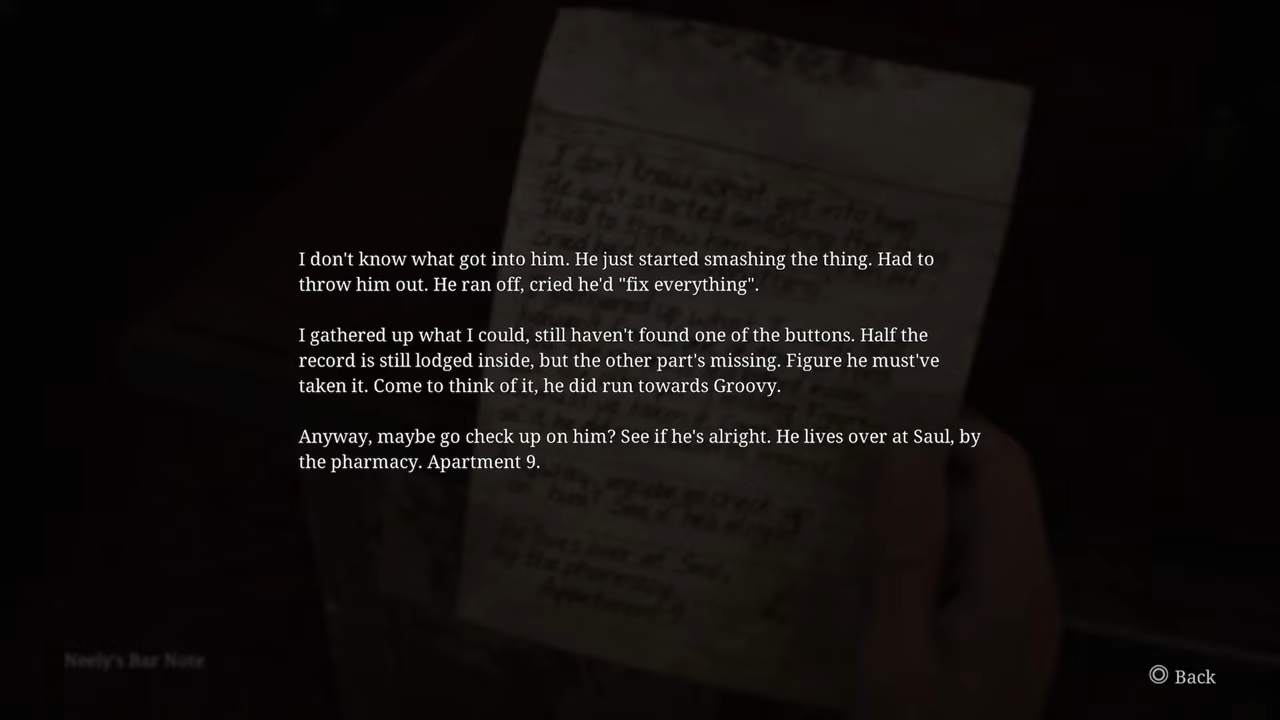 I don't know what got into him. He just started smashing the thing. Had to
throw him out. He ran off, cried he'd "fix everything".
I gathered up what I could, still haven't found one of the buttons. Half the
record is still lodged inside, but the other part's missing. Figure he must've
taken it. Come to think of it, he did run towards Groovy.
Anyway, maybe go check up on him? See if he's alright. He lives over at Saul, by
the pharmacy. Apartment 9.
Neely's Bar Note
Back